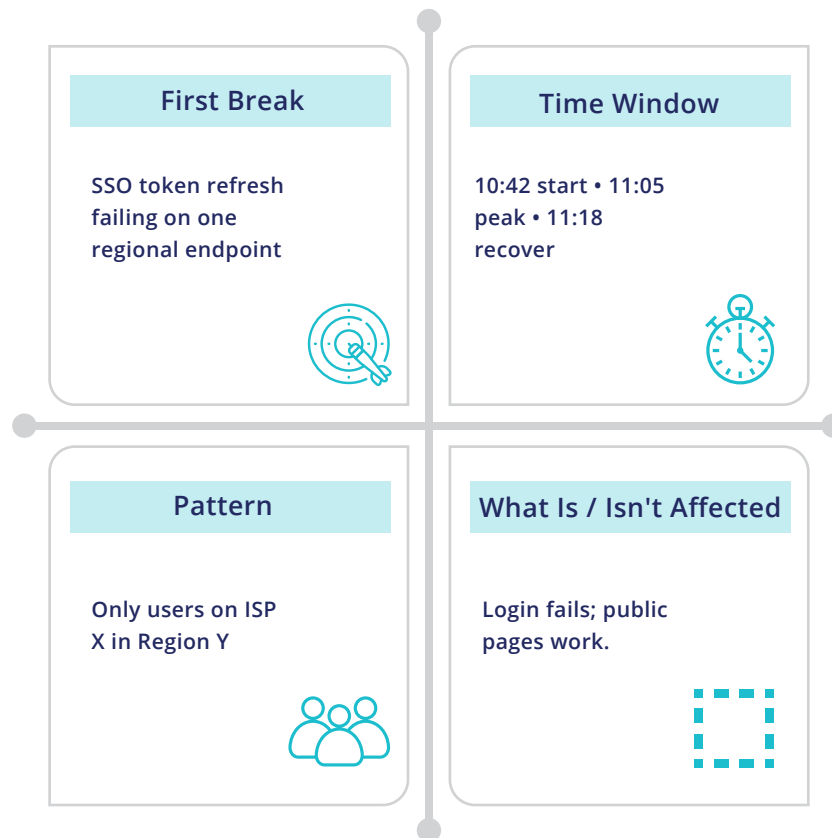 First Break
SSO token refresh
failing on one
regional endpoint
Time Window
10:42 start • 11:05
peak • 11:18
recover
Pattern
Only users on ISP
X in Region Y
What Is / Isn't Affected
Login fails; public
pages work.